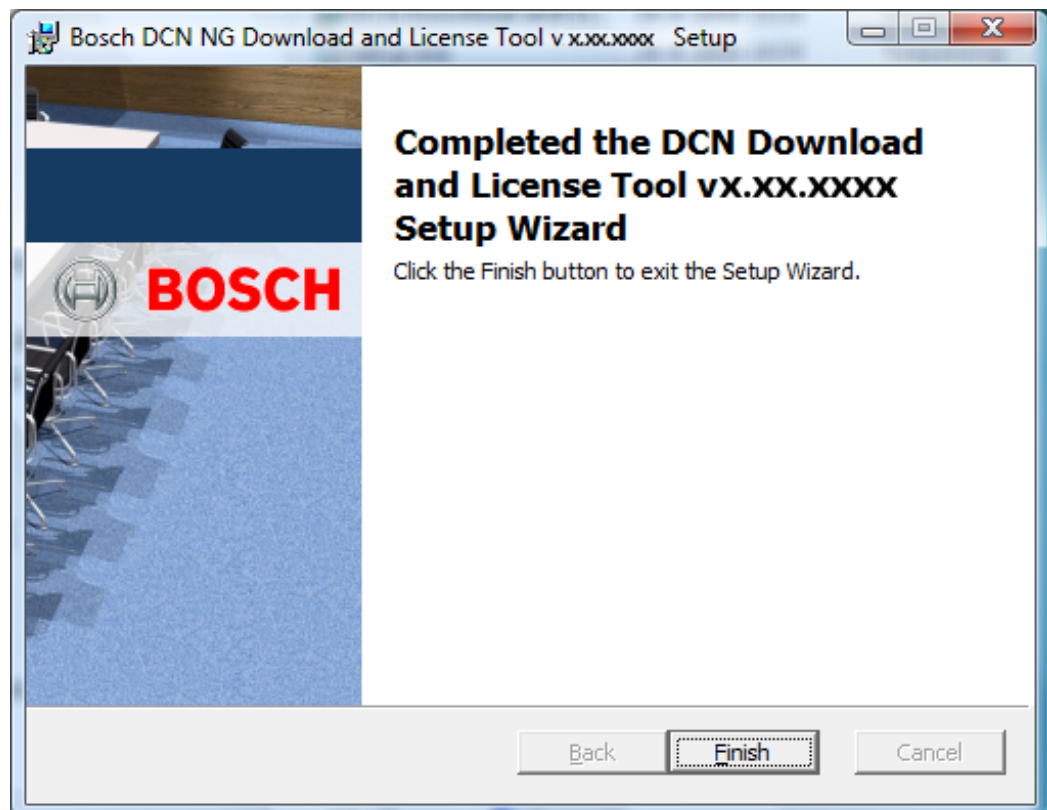 Bosch DCN NG Download and License Tool v x.xx.xxxx Setup
Completed the DCN Download
and License Tool vx.xx.xxxx
Setup Wizard
Click the Finish button to exit the Setup Wizard.
BOSCH
Back Finish Cancel